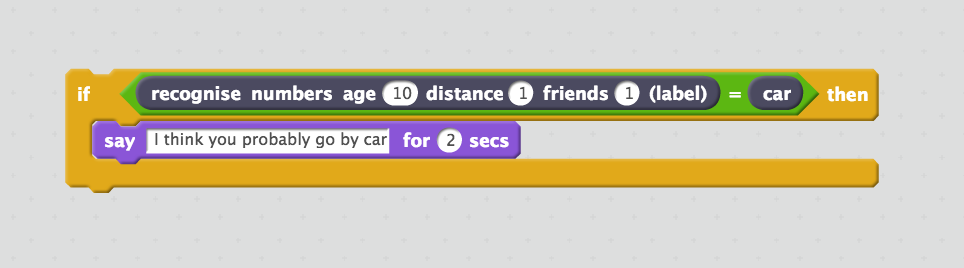 if recognise numbers age 10 distance 1 friends 1 (label) = car then
say I think you probably go by car for 2 secs